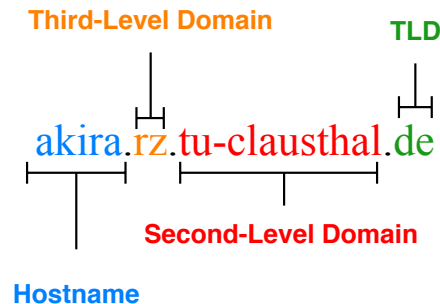 Third-Level Domain
TLD
akira.rz.tu-clausthal.de
Second-Level Domain
Hostname